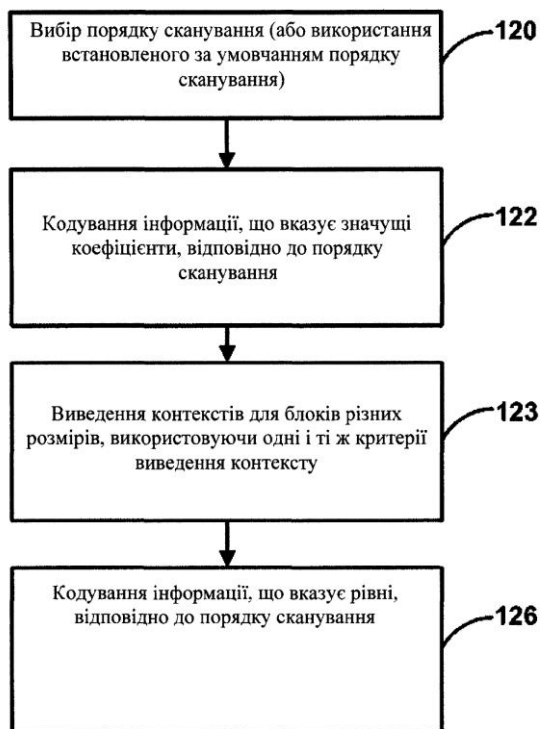 Вибір порядку сканування (або використання
встановленого за умовчанням порядку
сканування)
120
Кодування інформації, що вказує значущі
коефіцієнти, відповідно до порядку
сканування
122
Виведення контекстів для блоків різних
розмірів, використовуючи одні і ті ж критерії
виведення контексту
123
Кодування інформації, що вказує рівні,
відповідно до порядку сканування
126